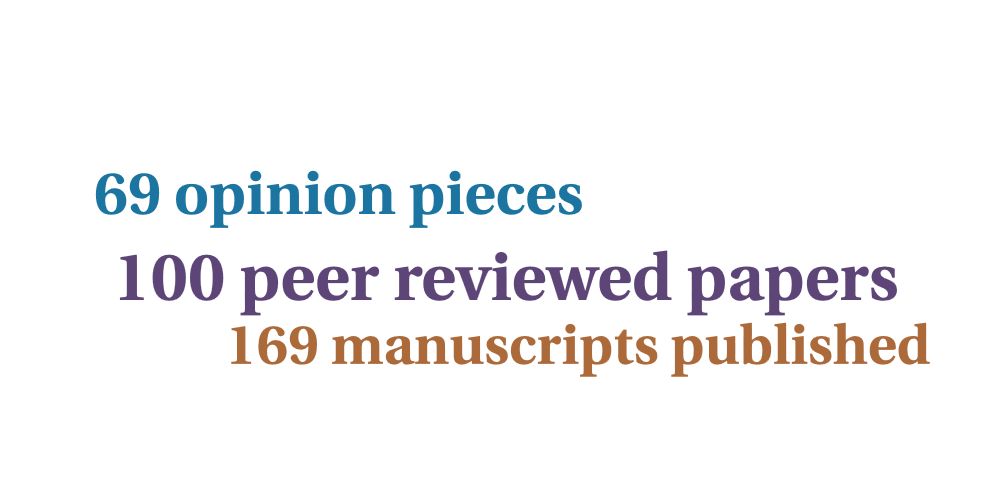 69 opinion pieces
100 peer reviewed papers
169 manuscripts published